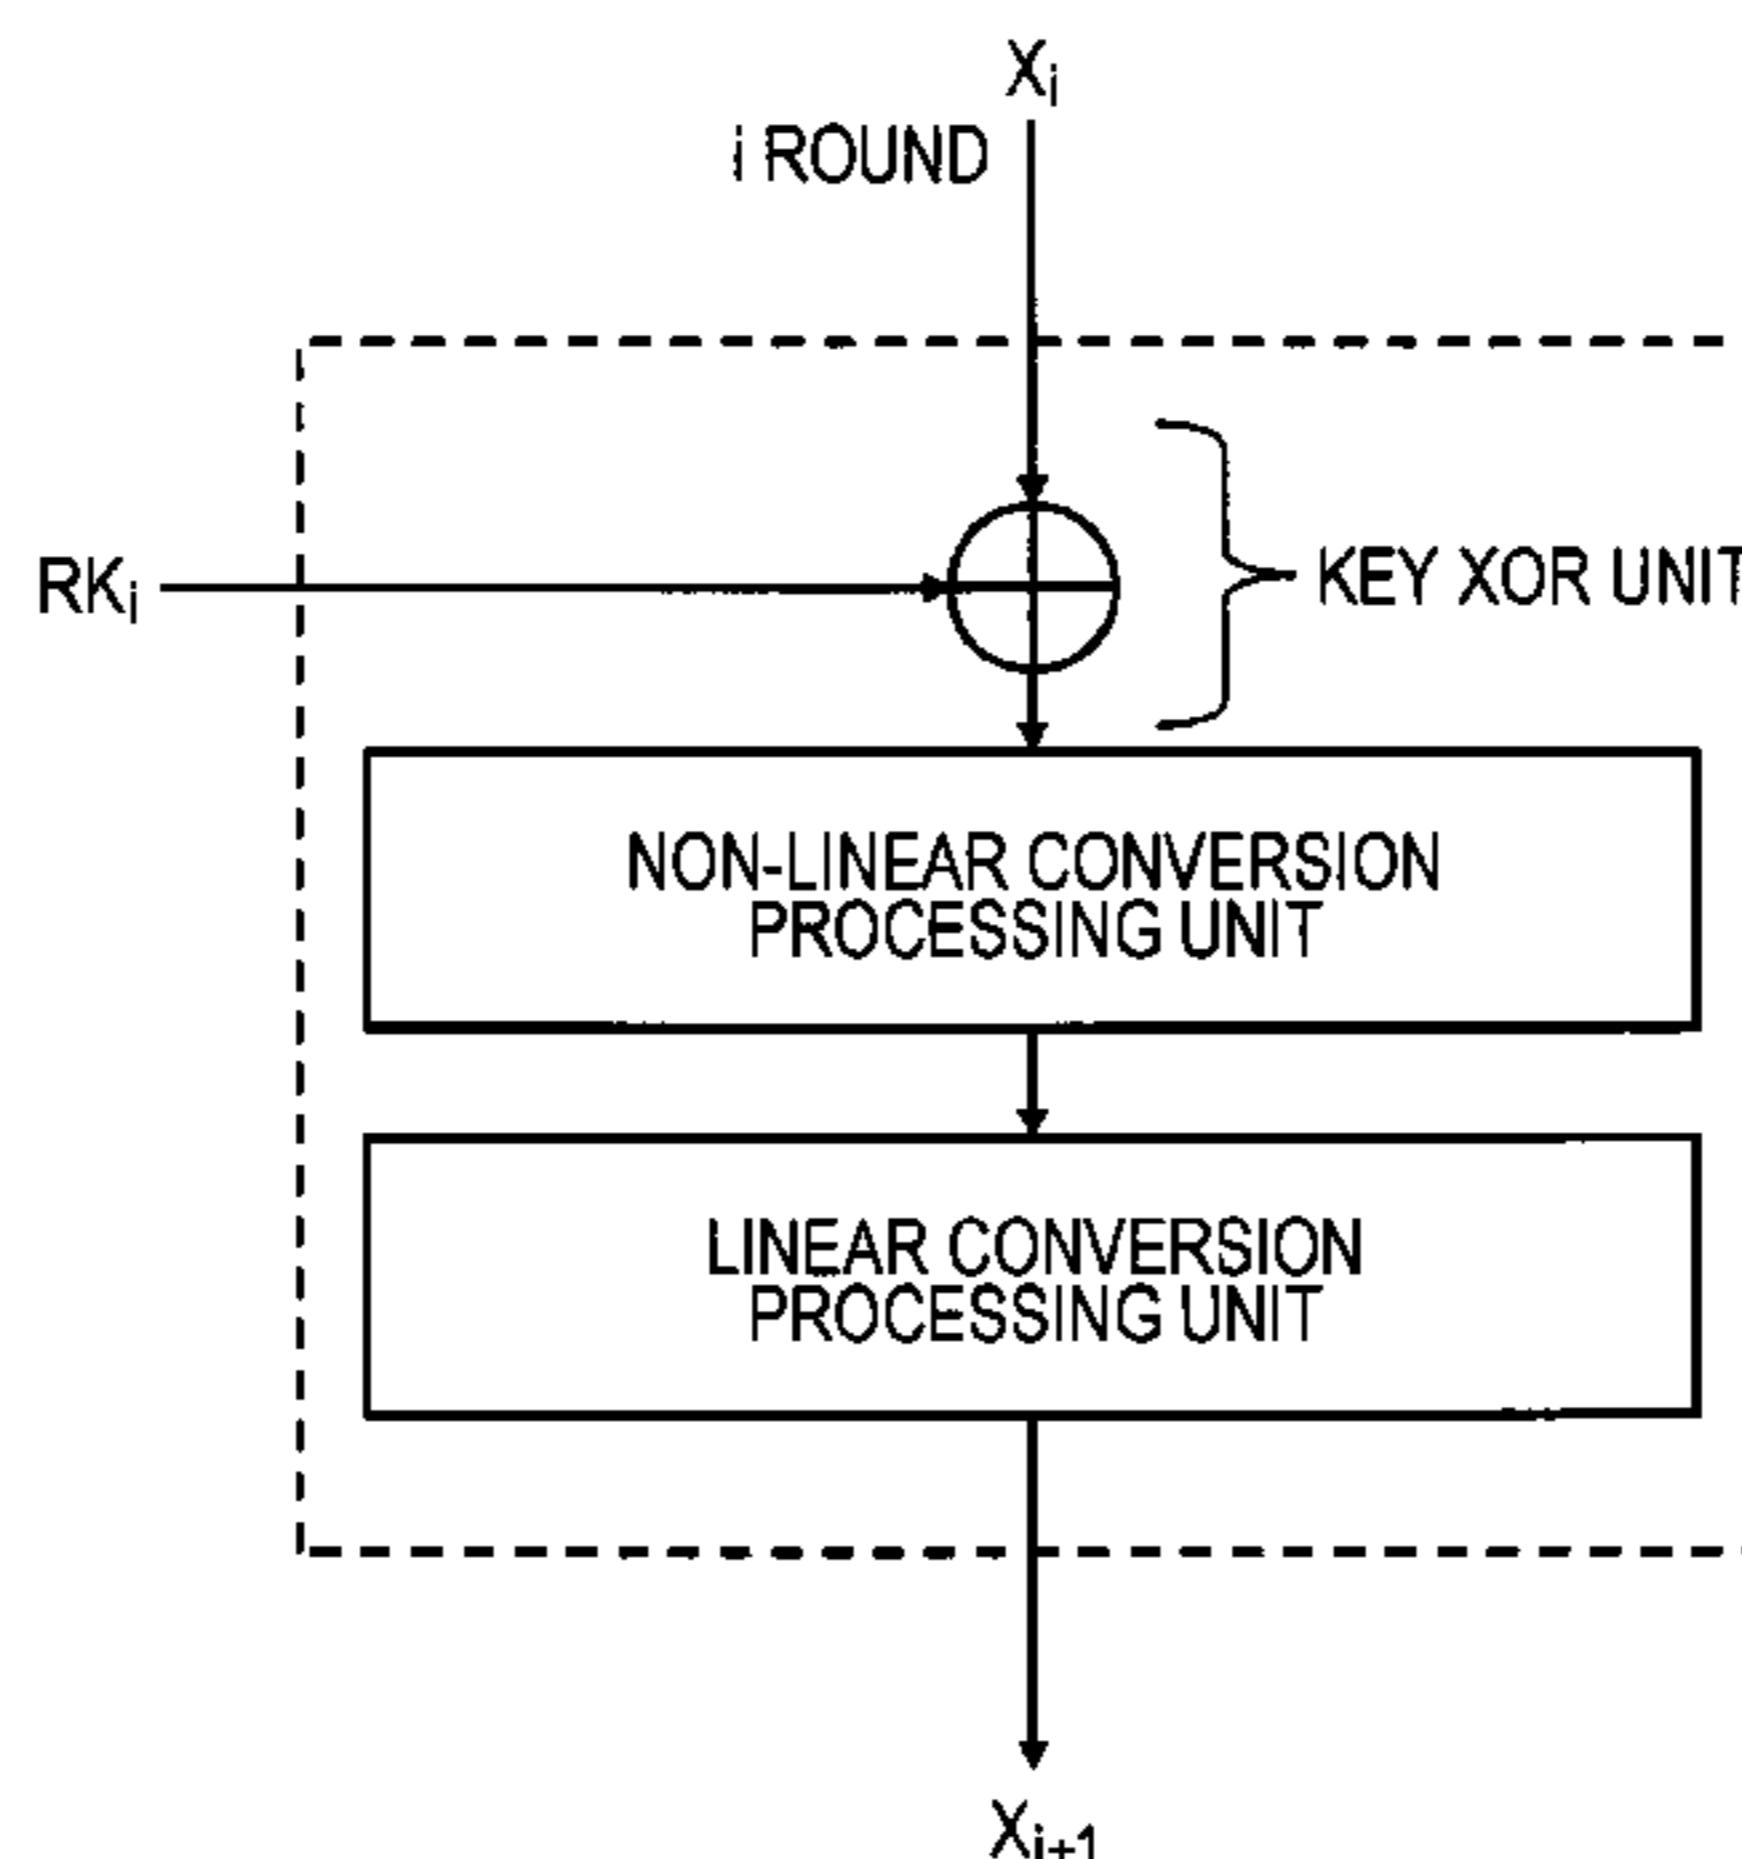 Xi
i ROUND
RKi
KEY XOR UNIT
NON-LINEAR CONVERSION
PROCESSING UNIT
LINEAR CONVERSION
PROCESSING UNIT
Xi+1